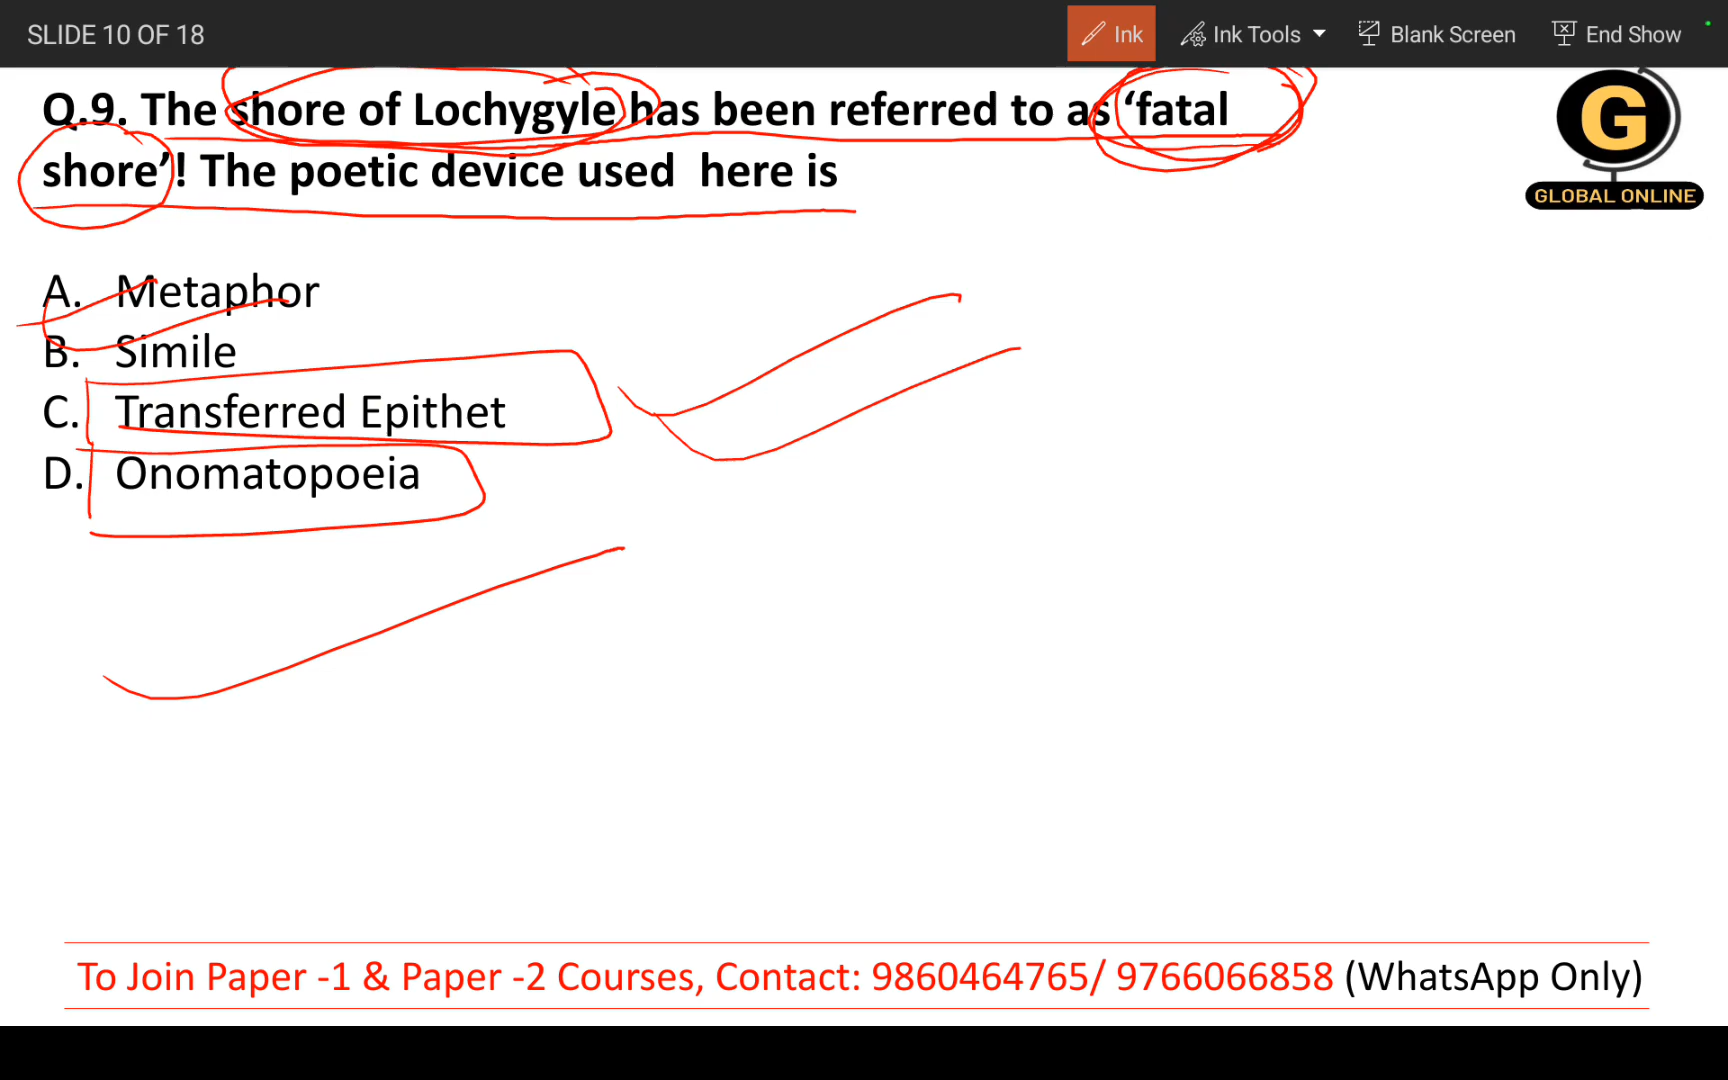 SLIDE 10 OF 18
Ink
Ink Tools
Blank Screen
End Show
Q.9. The shore of Lochygyle has been referred to as ‘fatal
shore’! The poetic device used  here is
G
GLOBAL ONLINE
A. Metaphor
B. Simile
C. Transferred Epithet
D. Onomatopoeia
To Join Paper -1 & Paper -2 Courses, Contact: 9860464765/ 9766066858 (WhatsApp Only)